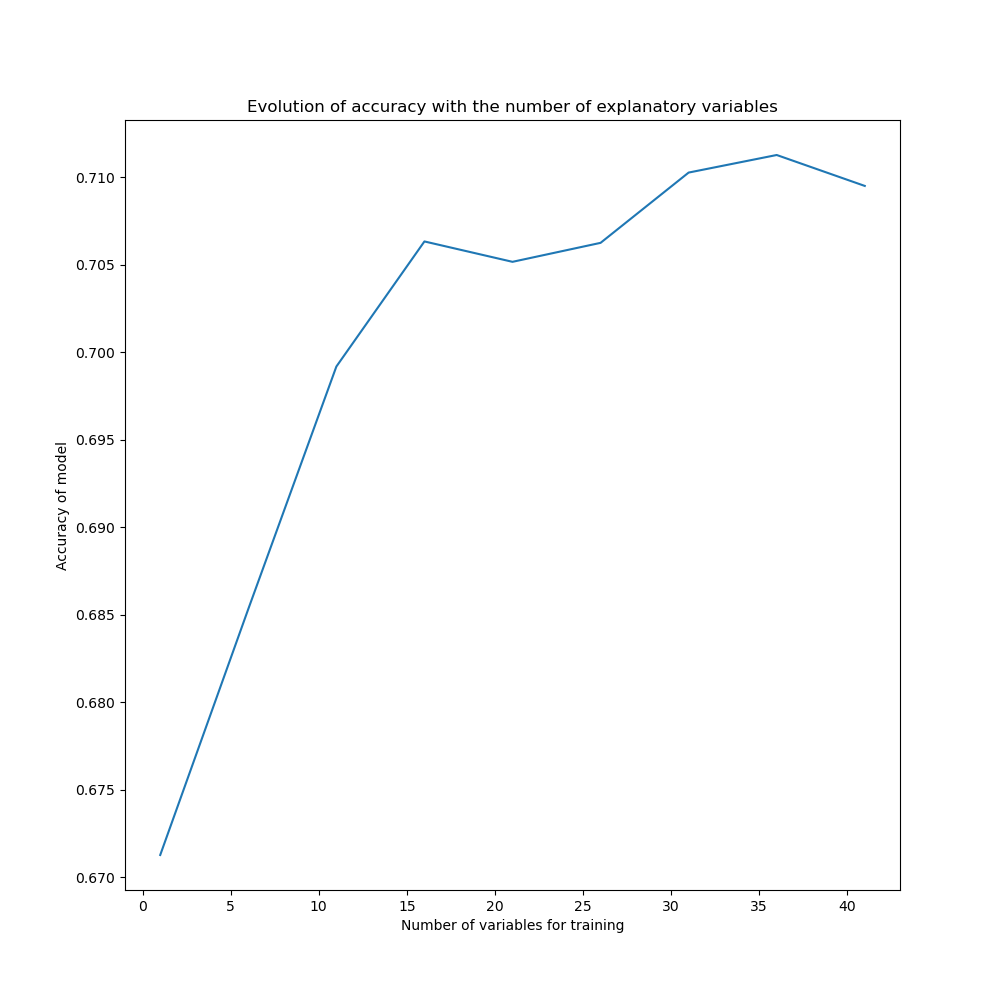 Evolution of accuracy with the number of explanatory variables
0.710
0.705
0.700
0.695
0.690
0.685
0.680
0.675
0.670
Accuracy of model
0 5 10 15 20 25 30 35 40
Number of variables for training